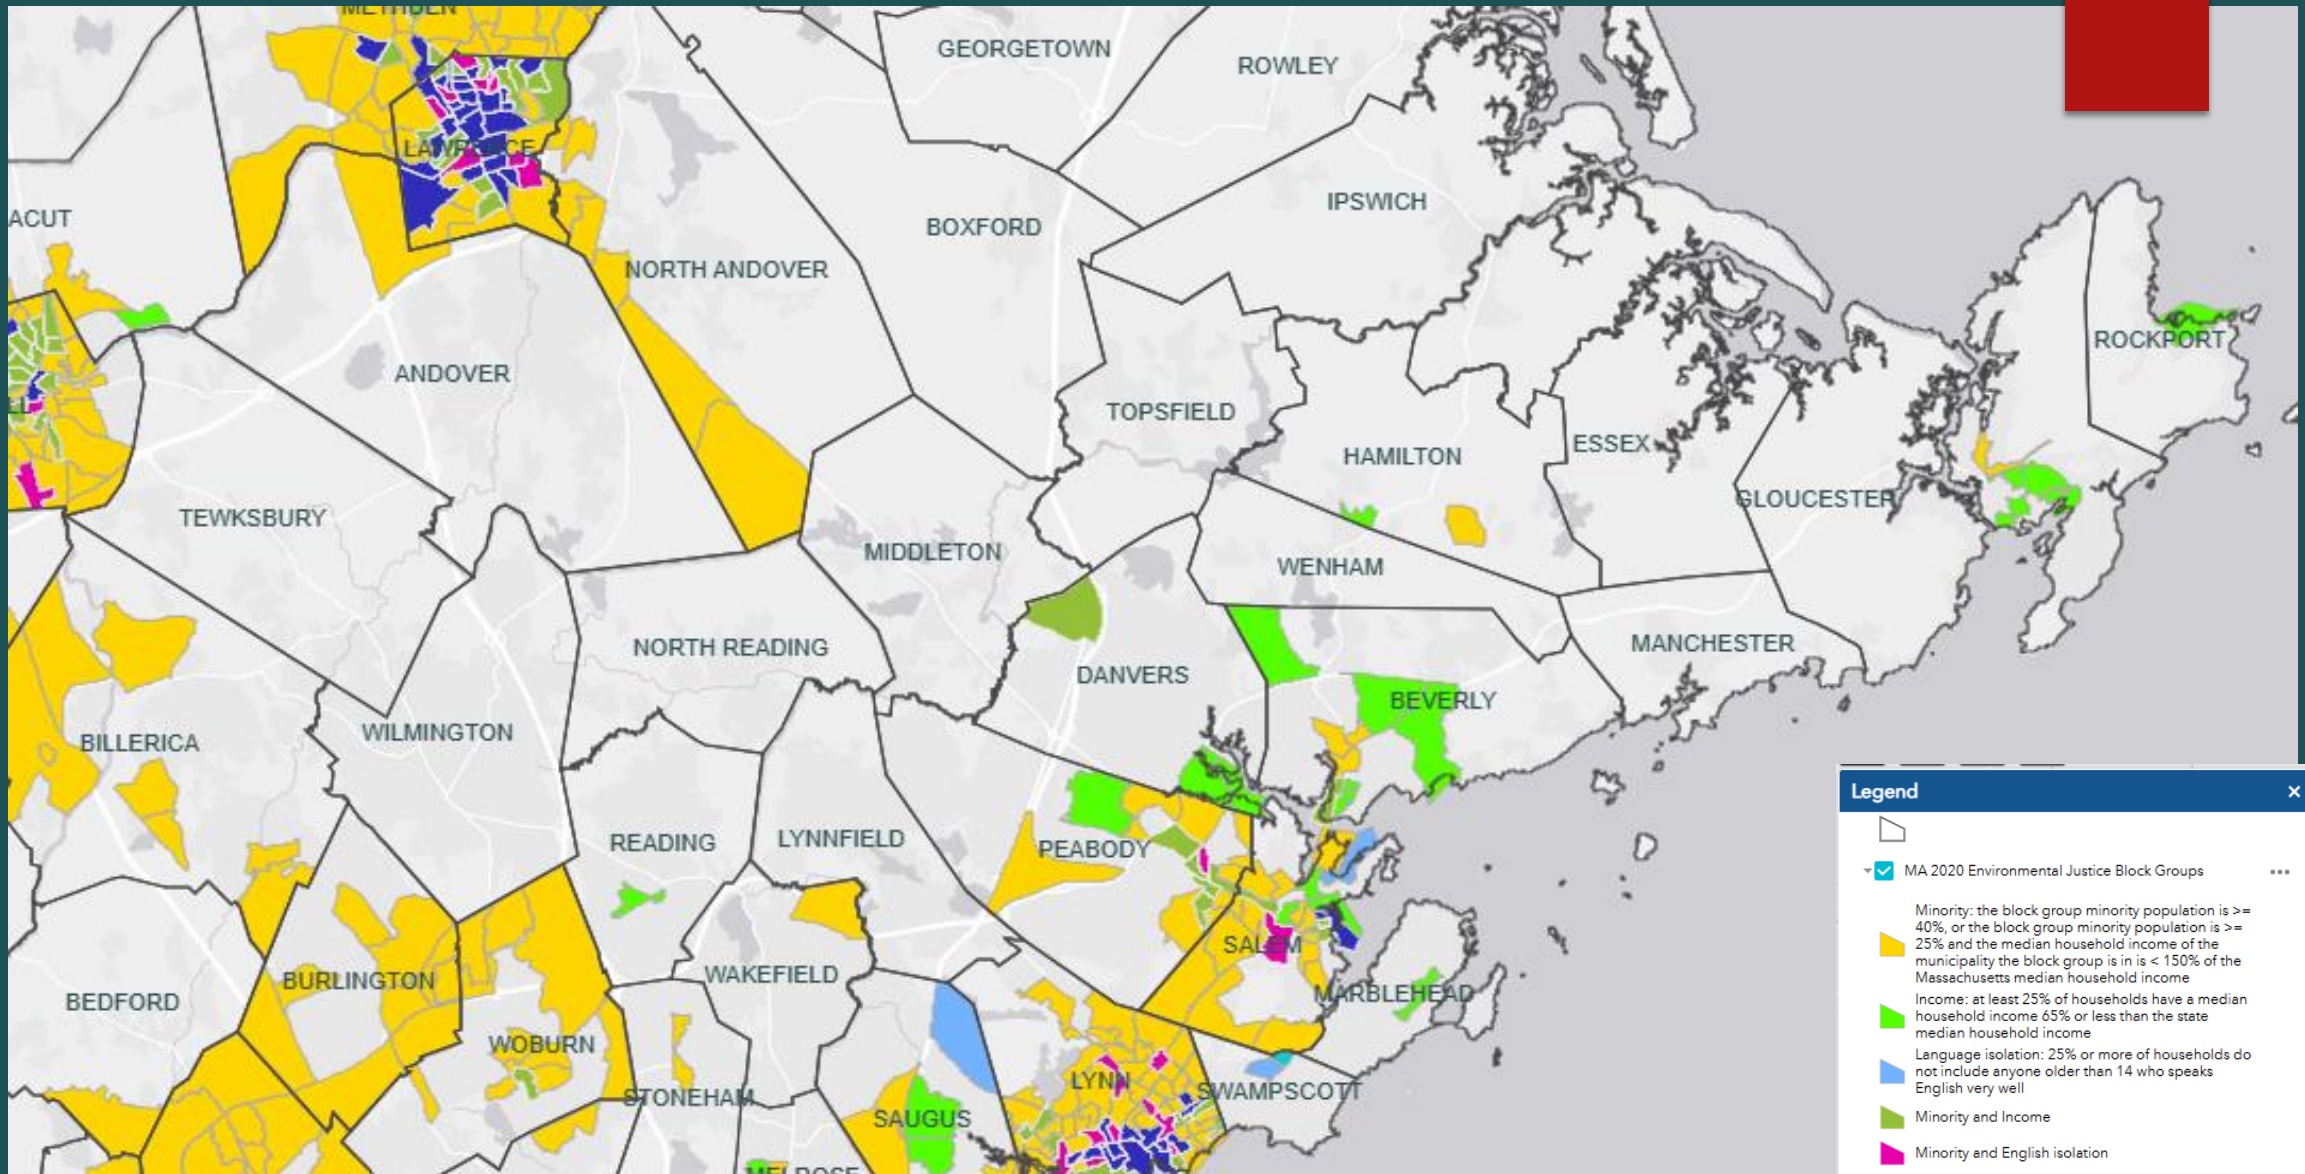 METHUEN
GEORGETOWN
ROWLEY
LAWRENCE
IPSWICH
ACUT
BOXFORD
NORTH ANDOVER
ROCKPORT
ANDOVER
TOPSFIELD
LL
HAMILTON
ESSEX
GLOUCESTER
TEWKSBURY
MIDDLETON
WENHAM
NORTH READING
MANCHESTER
DANVERS
BEVERLY
WILMINGTON
BILLERICA
READING
LYNNFIELD
PEABODY
SALEM
WAKEFIELD
BURLINGTON
MARBLEHEAD
BEDFORD
WOBURN
LYNN
STONEHAM
SWAMPSCOTT
SAUGUS
MELROSE
Legend ×
MA 2020 Environmental Justice Block Groups
Minority: the block group minority population is >=
40%, or the block group minority population is >=
25% and the median household income of the
municipality the block group is in is < 150% of the
Massachusetts median household income
Income: at least 25% of households have a median
household income 65% or less than the state
median household income
Language isolation: 25% or more of households do
not include anyone older than 14 who speaks
English very well
Minority and Income
Minority and English isolation